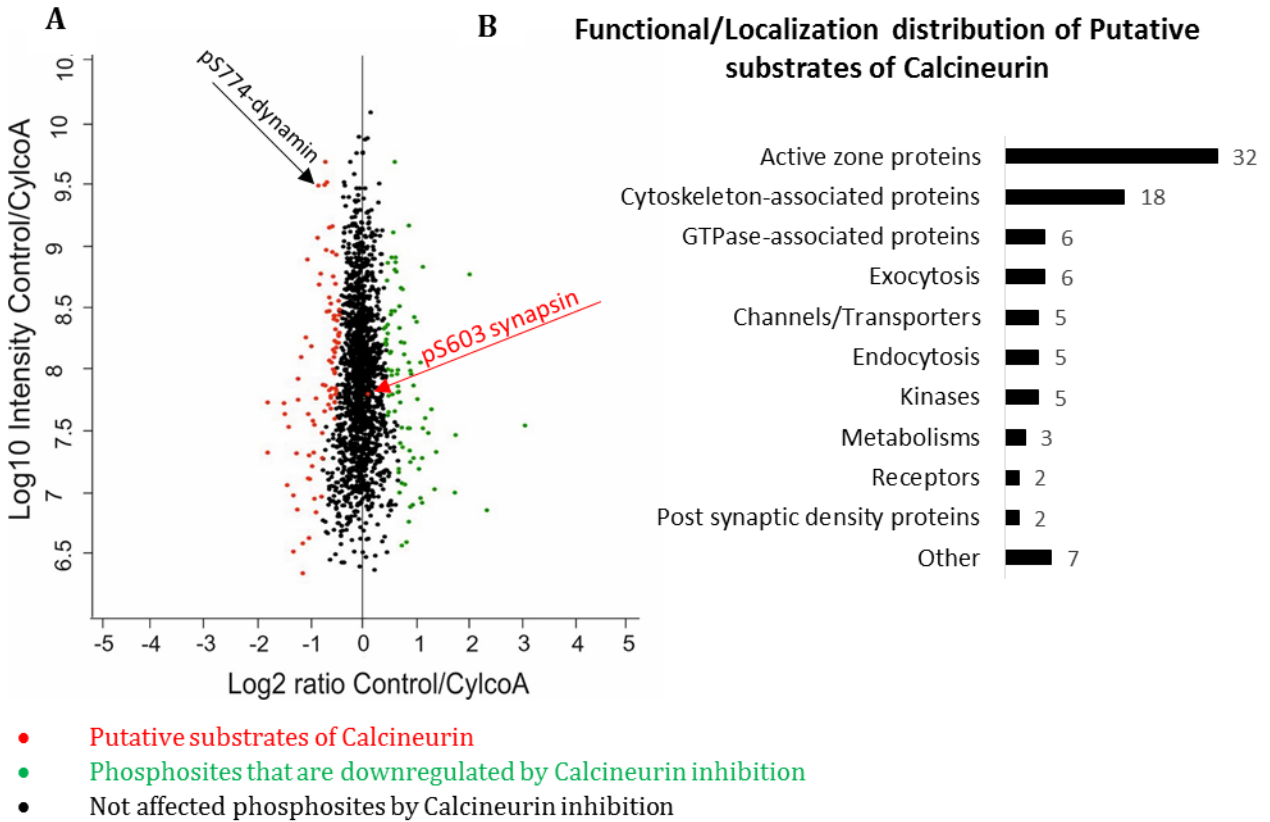 A
B
Functional/Localization distribution of Putative
substrates of Calcineurin
Log10 Intensity Control/CylcoA
10.
10
9.5
9
8.5
8
7.5
7
6.5
pS774-dynamin
pS603 synapsin
-5 -4 -3 -2 -1 0 1 2 3 4 5
Log2 ratio Control/CylcoA
Active zone proteins 32
Cytoskeleton-associated proteins 18
GTPase-associated proteins 6
Exocytosis 6
Channels/Transporters 5
Endocytosis 5
Kinases 5
Metabolisms 3
Receptors 2
Post synaptic density proteins 2
Other 7
Putative substrates of Calcineurin
Phosphosites that are downregulated by Calcineurin inhibition
Not affected phosphosites by Calcineurin inhibition